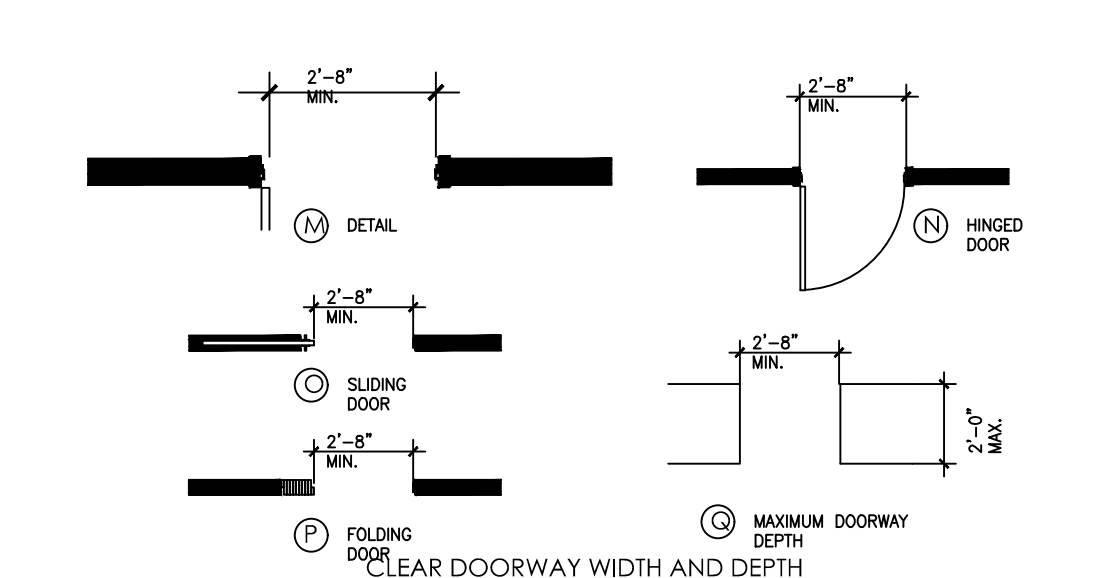 2'-8"
MIN.
M DETAIL
2'-8"
MIN.
N HINGED
DOOR
2'-8"
MIN.
O SLIDING
DOOR
2'-8"
MIN.
P FOLDING
DOOR
2'-8"
MIN.
2'-0"
MAX.
Q MAXIMUM DOORWAY
DEPTH
CLEAR DOORWAY WIDTH AND DEPTH